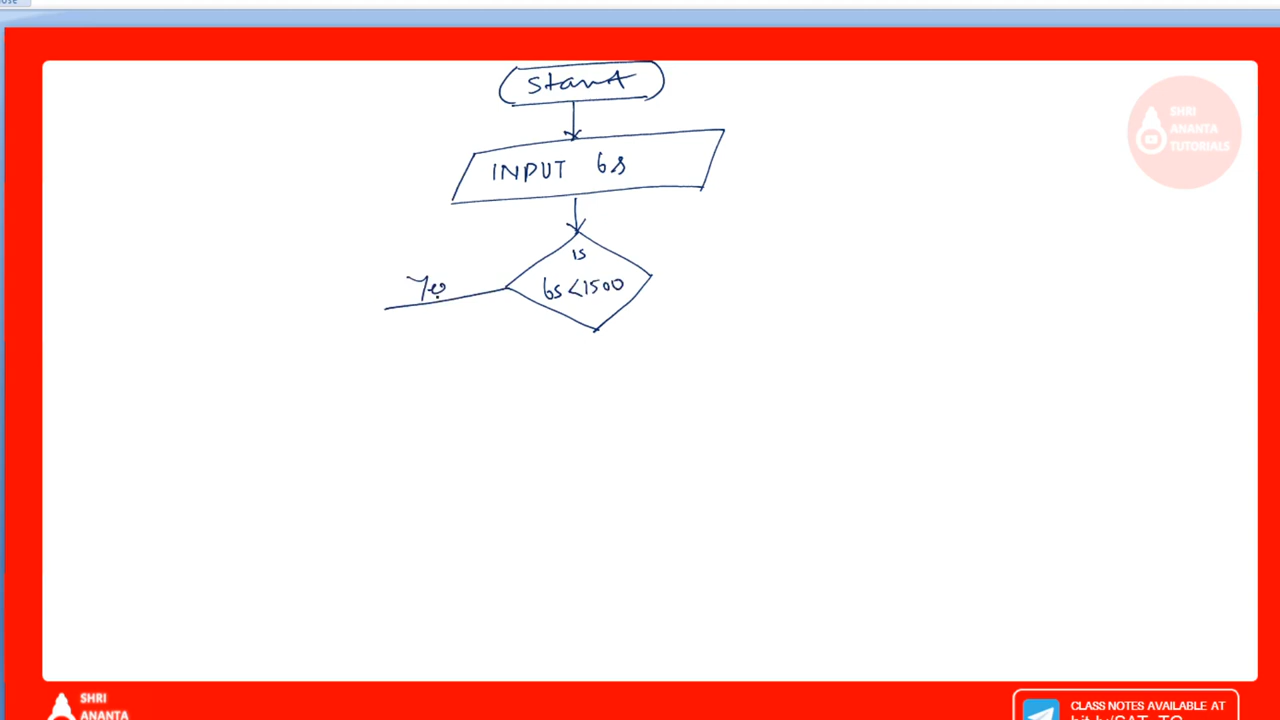 Start
INPUT bs
Is
bs<1500
Yes
SHRI
ANANTA
TUTORIALS
SHRI
ANANTA
CLASS NOTES AVAILABLE AT